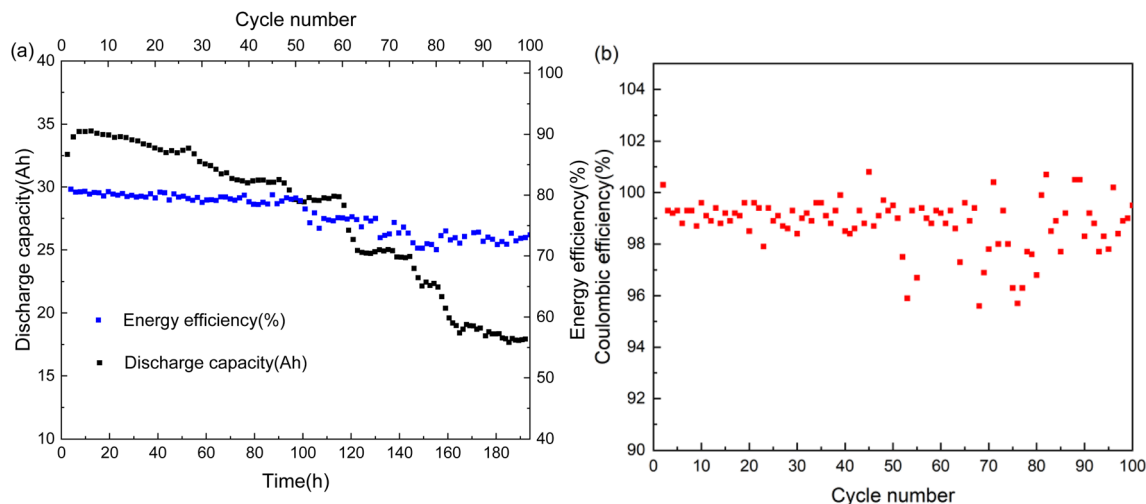 Cycle number
(a)
0 10 20 30 40 50 60 70 80 90 100
40
35
30
25
20
15
10
Discharge capacity(Ah)
100
90
80
70
60
50
40
Energy efficiency(%)
Energy efficiency(%)
Discharge capacity(Ah)
0 20 40 60 80 100 120 140 160 180
Time(h)
(b)
104
102
100
98
96
94
92
90
Coulombic efficiency(%)
0 10 20 30 40 50 60 70 80 90 100
Cycle number